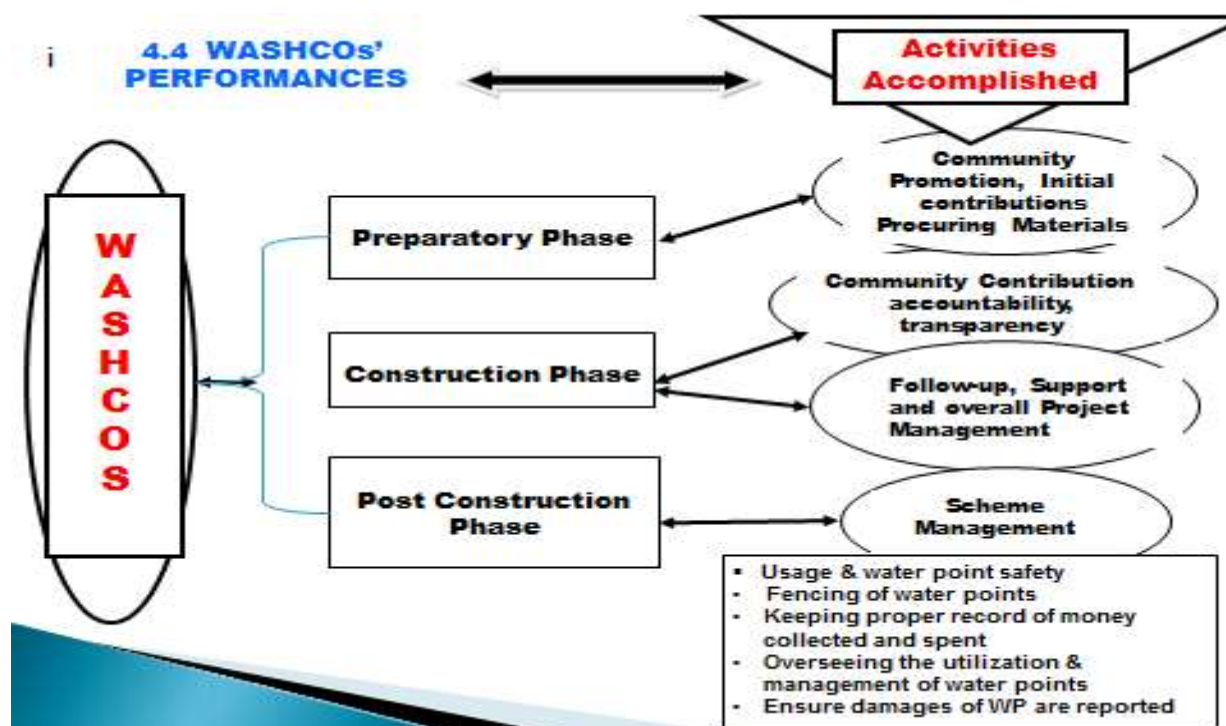 i
4.4 WASHCOs'
PERFORMANCES
Activities
Accomplished
W
A
S
H
C
O
S
Preparatory Phase
Community
Promotion, Initial
contributions
Procuring Materials
Construction Phase
Community Contribution
accountability,
transparency
Follow-up, Support
and overall Project
Management
Post Construction
Phase
Scheme
Management
▪ Usage & water point safety
- Fencing of water points
- Keeping proper record of money
collected and spent
- Overseeing the utilization &
management of water points
- Ensure damages of WP are reported